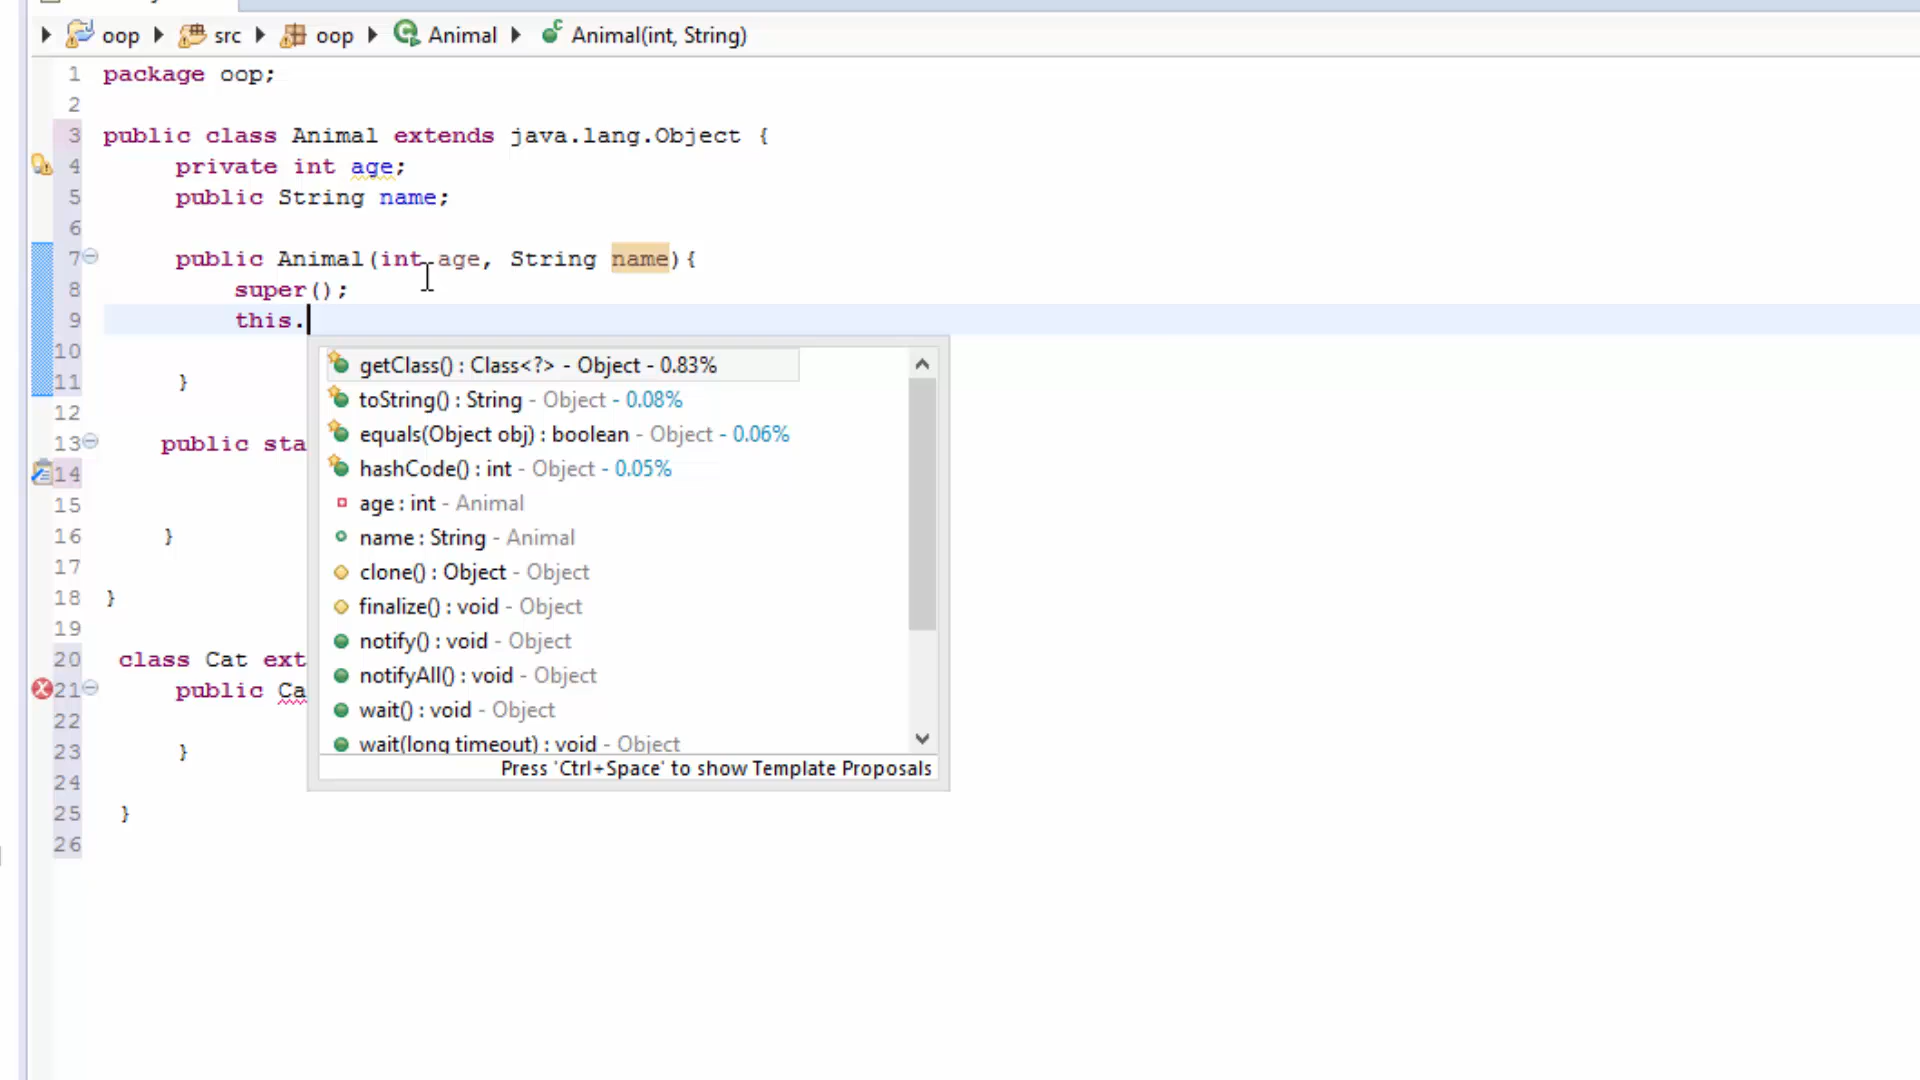 oop src oop Animal Animal(int, String)
1 package oop;
2
3 public class Animal extends java.lang.Object {
4 private int age;
5 public String name;
6
7 public Animal(int age, String name){
8 super();
9 this.
10
11 }
12
13 public sta
14
15
16 }
17
18 }
19
20 class Cat ext
21 public Ca
22
23 }
24
25 }
26
getClass() : Class<?> - Object - 0.83%
toString() : String - Object - 0.08%
equals(Object obj) : boolean - Object - 0.06%
hashCode() : int - Object - 0.05%
age : int - Animal
name : String - Animal
clone() : Object - Object
finalize() : void - Object
notify() : void - Object
notifyAll() : void - Object
wait() : void - Object
wait(long timeout) : void - Object
Press 'Ctrl+Space' to show Template Proposals